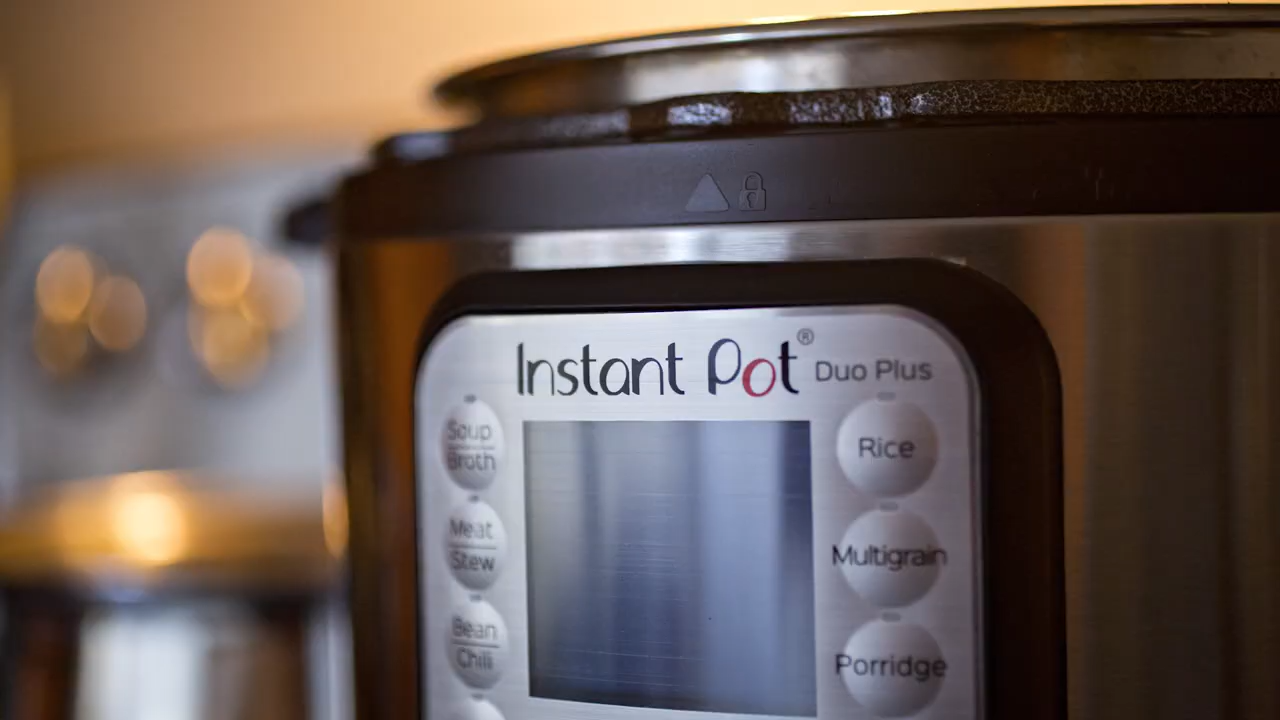 Instant Pot® Duo Plus
Soup
Broth
Rice
Meat
Stew
Multigrain
Bean
Chili
Porridge